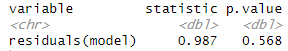 variable statistic p.value
<chr> <dbl> <dbl>
residuals(model) 0.987 0.568